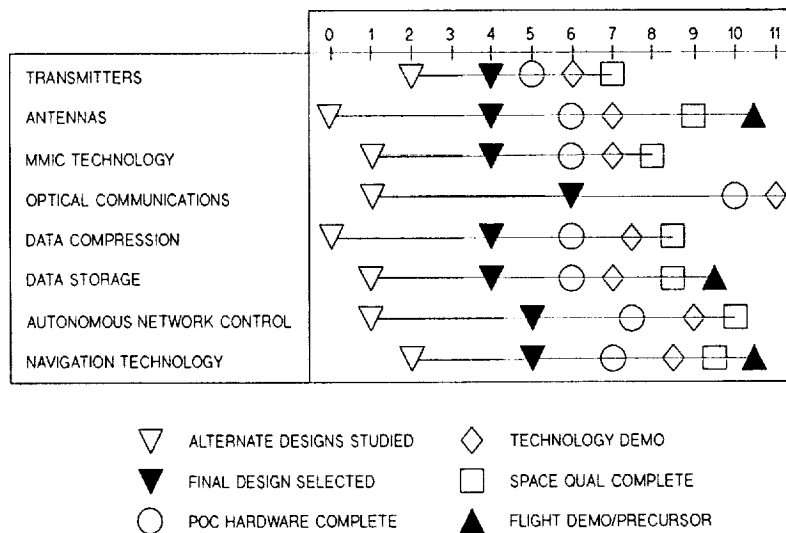 0 1 2 3 4 5 6 7 8 9 10 11
TRANSMITTERS
ANTENNAS
MMIC TECHNOLOGY
OPTICAL COMMUNICATIONS
DATA COMPRESSION
DATA STORAGE
AUTONOMOUS NETWORK CONTROL
NAVIGATION TECHNOLOGY
ALTERNATE DESIGNS STUDIED
TECHNOLOGY DEMO
FINAL DESIGN SELECTED
SPACE QUAL COMPLETE
POC HARDWARE COMPLETE
FLIGHT DEMO/PRECURSOR